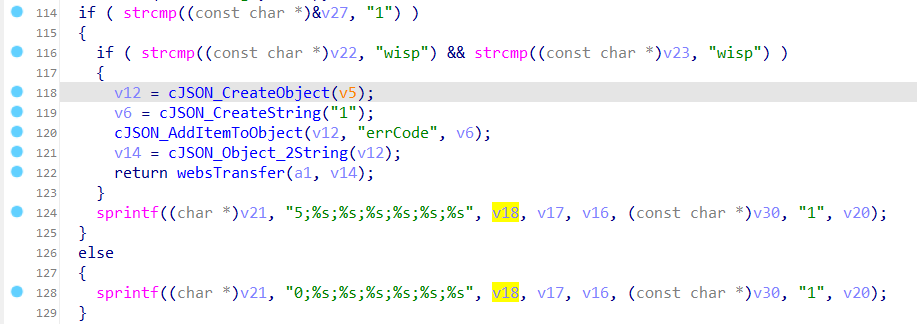 114 if ( strcmp((const char *)&v27, "1") )
115 {
116 if ( strcmp((const char *)v22, "wisp") && strcmp((const char *)v23, "wisp") )
117 {
118 v12 = cJSON_CreateObject(v5);
119 v6 = cJSON_CreateString("1");
120 cJSON_AddItemToObject(v12, "errCode", v6);
121 v14 = cJSON_Object_2String(v12);
122 return websTransfer(a1, v14);
123 }
124 sprintf((char *)v21, "5;%s;%s;%s;%s;%s;%s", v18, v17, v16, (const char *)v30, "1", v20);
125 }
126 else
127 {
128 sprintf((char *)v21, "0;%s;%s;%s;%s;%s;%s", v18, v17, v16, (const char *)v30, "1", v20);
129 }